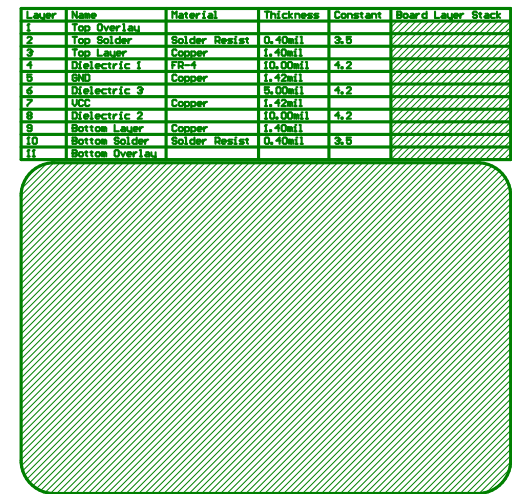 Layer Name Material Thickness Constant Board Layer Stack
1 Top Overlay
2 Top Solder Solder Resist 0.40mil 3.5
3 Top Layer Copper 1.40mil
4 Dielectric 1 FR-4 10.00mil 4.2
5 GND Copper 1.42mil
6 Dielectric 3 5.00mil 4.2
7 VCC Copper 1.42mil
8 Dielectric 2 10.00mil 4.2
9 Bottom Layer Copper 1.40mil
10 Bottom Solder Solder Resist 0.40mil 3.5
11 Bottom Overlay